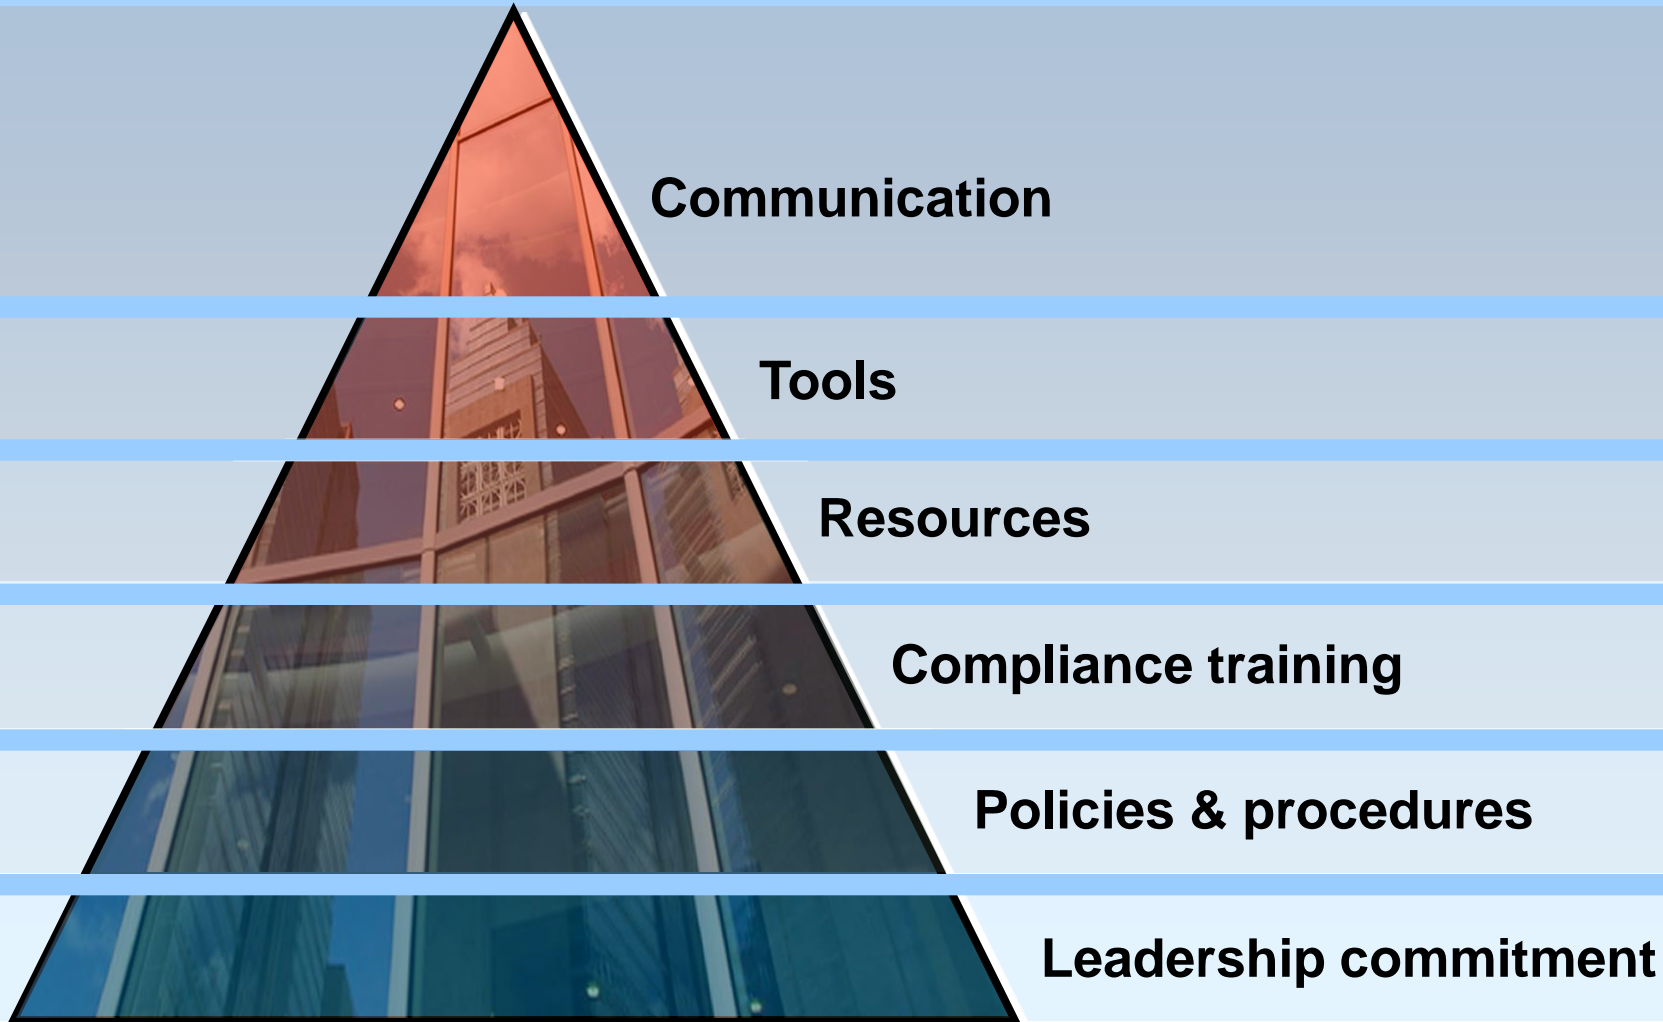 Communication
Tools
Resources
Compliance training
Policies & procedures
Leadership commitment